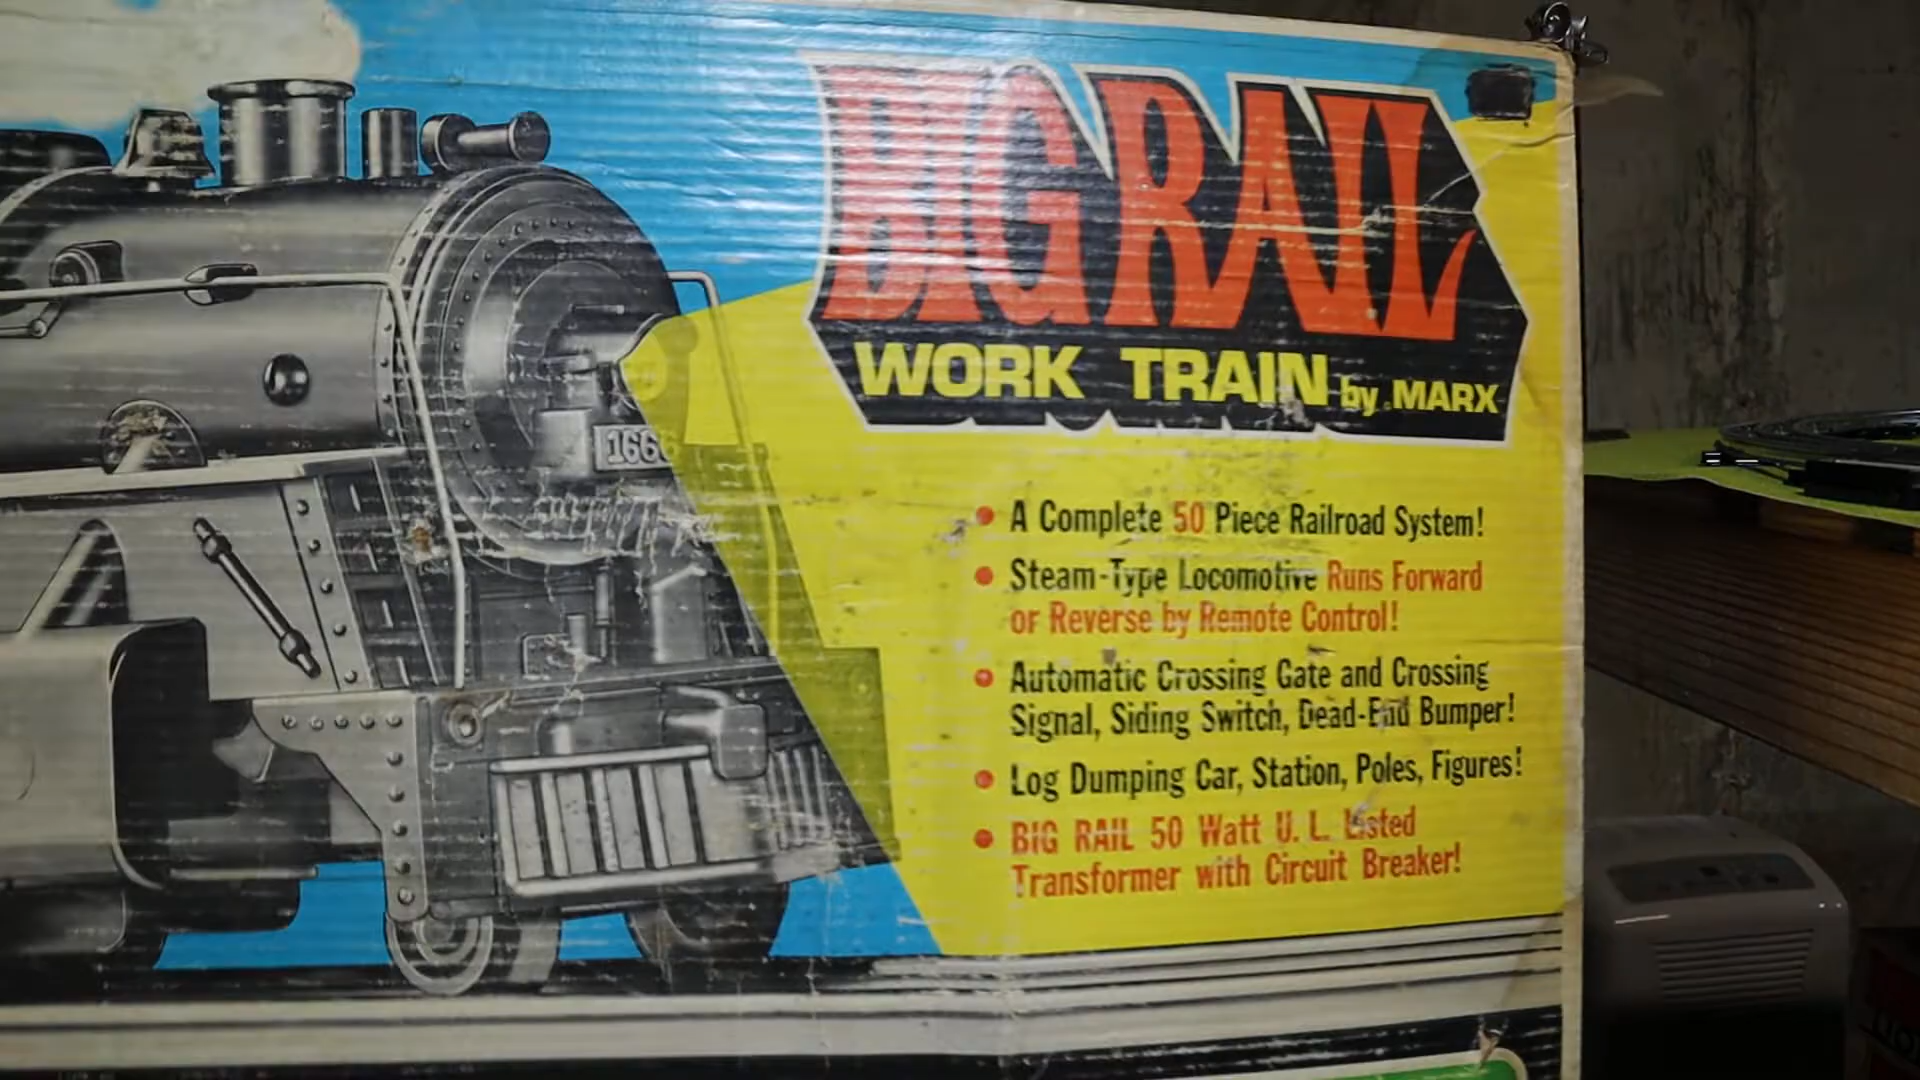 BIG RAIL
WORK TRAIN by MARX
1666
• A Complete 50 Piece Railroad System!
• Steam-Type Locomotive Runs Forward
or Reverse by Remote Control!
• Automatic Crossing Gate and Crossing
Signal, Siding Switch, Dead-End Bumper!
• Log Dumping Car, Station, Poles, Figures!
• BIG RAIL 50 Watt U. L. Listed
Transformer with Circuit Breaker!